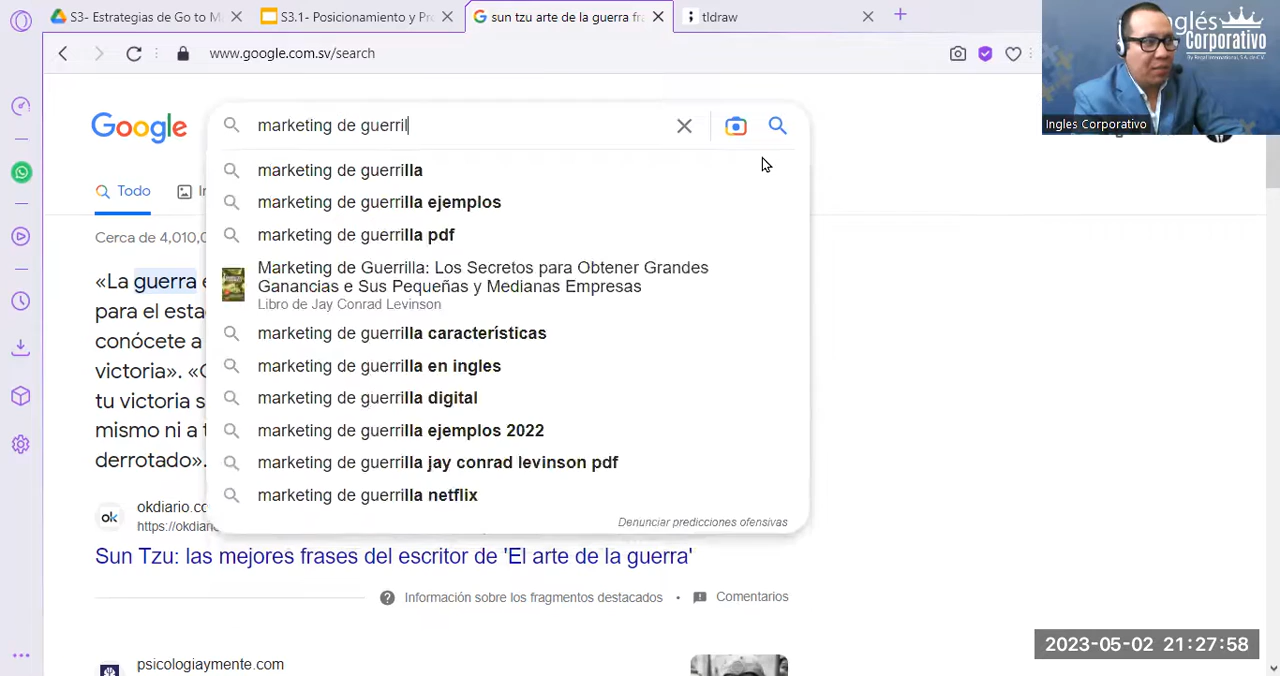 S3- Estrategias de Go to M
S3.1- Posicionamiento y Pr
sun tzu arte de la guerra fr
tldraw
www.google.com.sv/search
Inglés
Corporativo
By Regal International, S.A. de C.V.
Ingles Corporativo
Google
marketing de guerril
Todo
Cerca de 4,010,0
marketing de guerrilla
marketing de guerrilla ejemplos
marketing de guerrilla pdf
Marketing de Guerrilla: Los Secretos para Obtener Grandes
Ganancias e Sus Pequeñas y Medianas Empresas
Libro de Jay Conrad Levinson
marketing de guerrilla características
marketing de guerrilla en ingles
marketing de guerrilla digital
marketing de guerrilla ejemplos 2022
marketing de guerrilla jay conrad levinson pdf
marketing de guerrilla netflix
Denunciar predicciones ofensivas
«La guerra e
para el esta
conócete a
victoria». «C
tu victoria s
mismo ni a t
derrotado».
ok
okdiario.co
https://okdia
Sun Tzu: las mejores frases del escritor de 'El arte de la guerra'
Información sobre los fragmentos destacados
Comentarios
psicologiaymente.com
2023-05-02 21:27:58